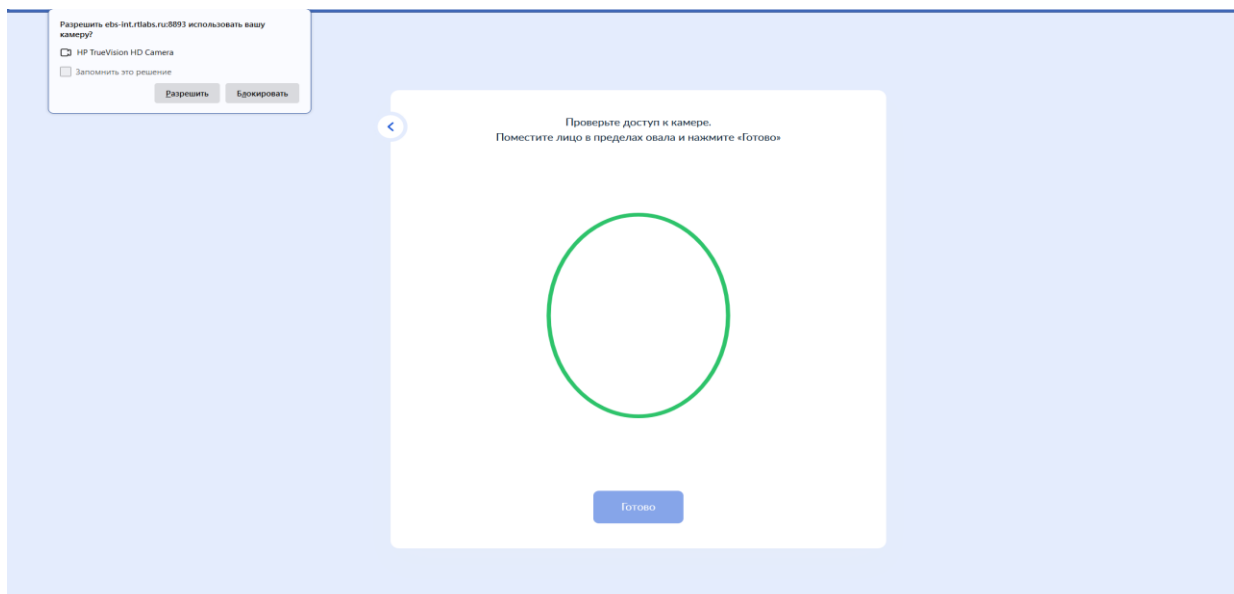 Разрешить ebs-int.rtlabs.ru:8893 использовать вашу
камеру?
HP TrueVision HD Camera
Запомнить это решение
Разрешить Блокировать
Проверьте доступ к камере.
Поместите лицо в пределах овала и нажмите «Готово»
Готово